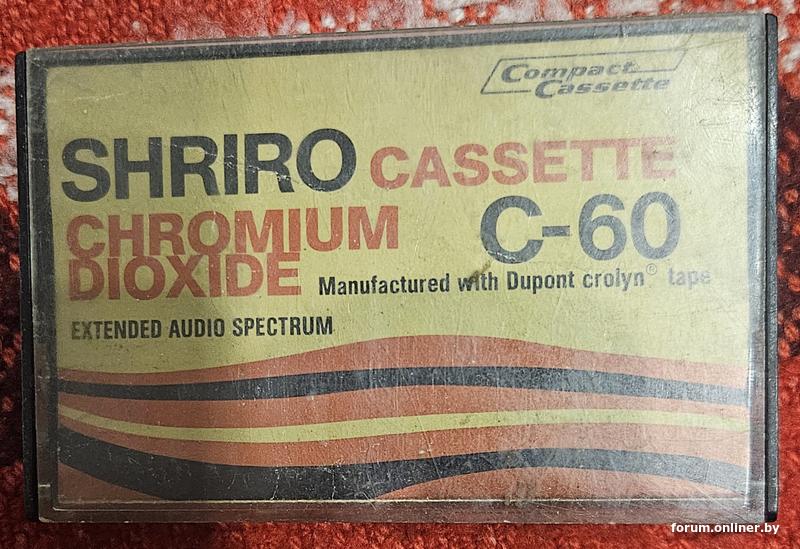 Compact
Cassette
SHRIRO CASSETTE
CHROMIUM C-60
DIOXIDE Manufactured with Dupont crolyn® tape
EXTENDED AUDIO SPECTRUM
forum.onliner.by